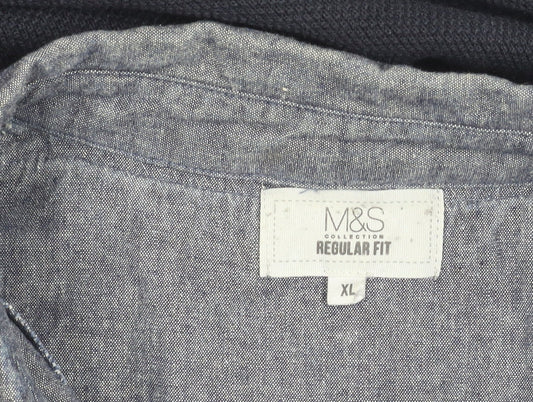 M&S
COLLECTION
REGULAR FIT
XL